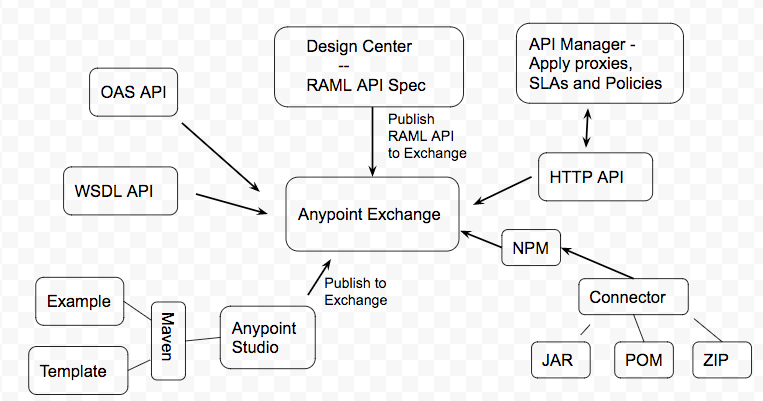 Design Center
--
RAML API Spec
API Manager -
Apply proxies,
SLAs and Policies
OAS API
Publish
RAML API
to Exchange
WSDL API
HTTP API
Anypoint Exchange
NPM
Publish to
Exchange
Example
Maven
Anypoint
Studio
Template
Connector
JAR
POM
ZIP